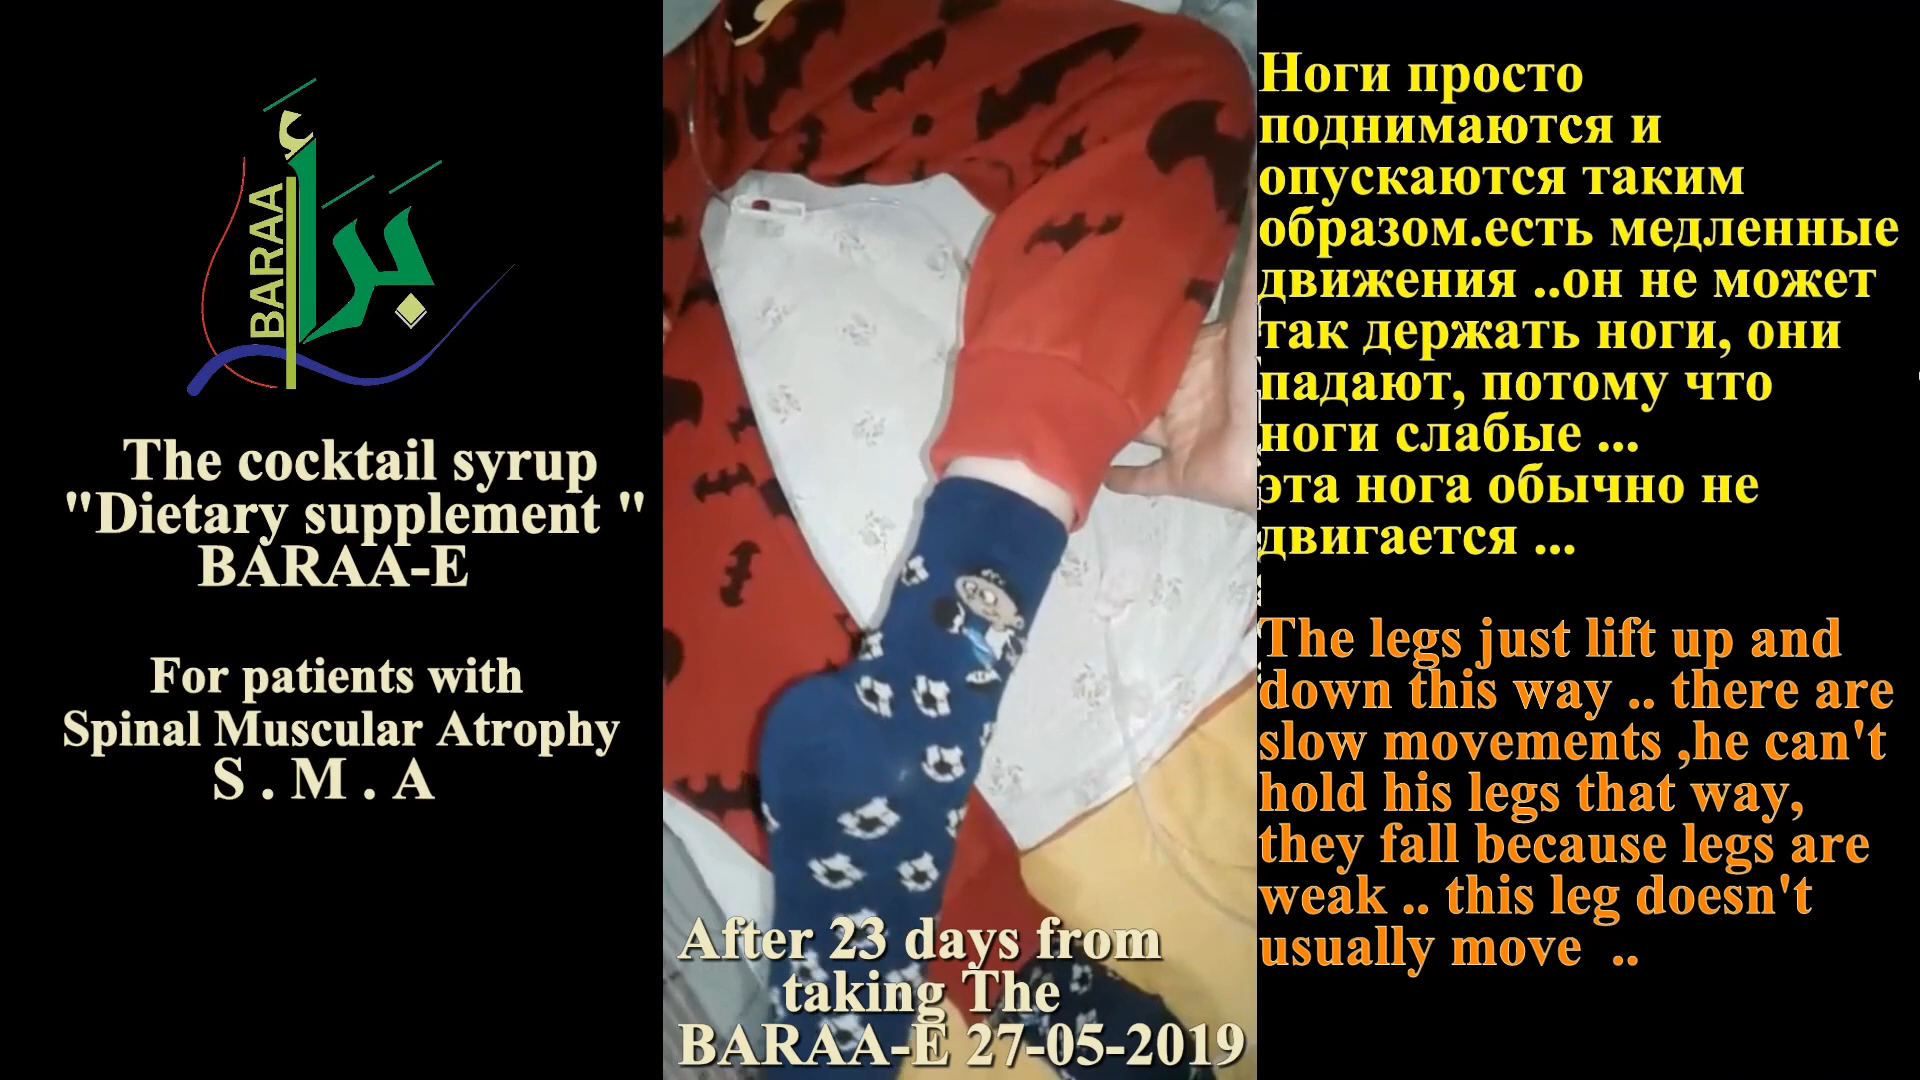 BARAA
براأ
The cocktail syrup
"Dietary supplement "
BARAA-E
For patients with
Spinal Muscular Atrophy
S . M . A
After 23 days from
taking The
BARAA-E 27-05-2019
Ноги просто
поднимаются и
опускаются таким
образом.есть медленные
движения ..он не может
так держать ноги, они
падают, потому что
ноги слабые ...
эта нога обычно не
двигается ...
The legs just lift up and
down this way .. there are
slow movements ,he can't
hold his legs that way,
they fall because legs are
weak .. this leg doesn't
usually move ..